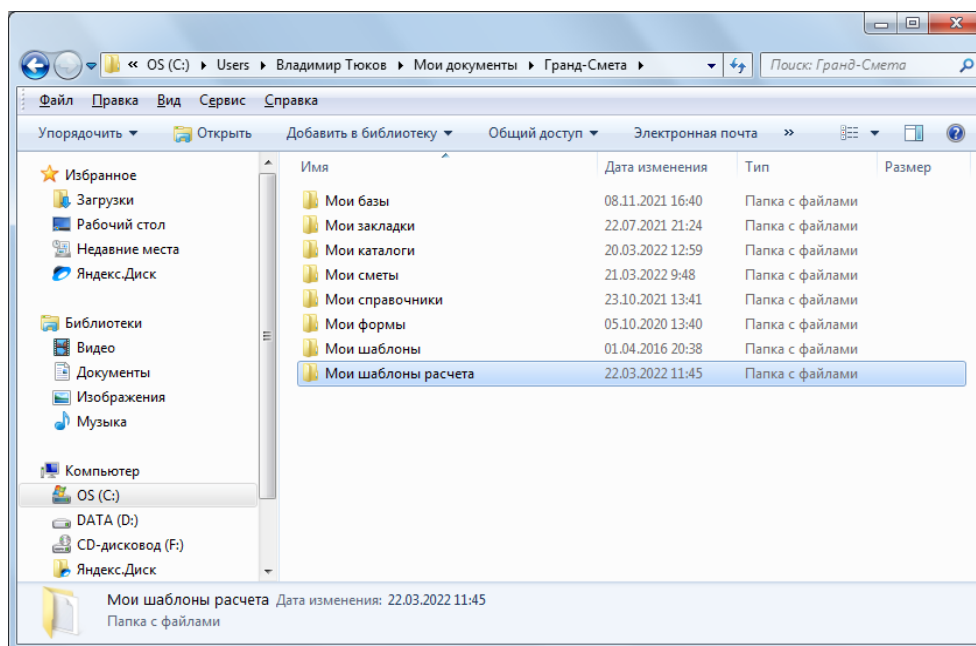 « OS (C:) ▸ Users ▸ Владимир Тюков ▸ Мои документы ▸ Гранд-Смета ▸ Поиск: Гранд-Смета
Файл Правка Вид Сервис Справка
Упорядочить Открыть Добавить в библиотеку Общий доступ Электронная почта »
Имя Дата изменения Тип Размер
Избранное
Загрузки
Рабочий стол
Недавние места
Яндекс.Диск
Библиотеки
Видео
Документы
Изображения
Музыка
Компьютер
OS (C:)
DATA (D:)
CD-дисковод (F:)
Яндекс.Диск
Мои базы 08.11.2021 16:40 Папка с файлами
Мои закладки 22.07.2021 21:24 Папка с файлами
Мои каталоги 20.03.2022 12:59 Папка с файлами
Мои сметы 21.03.2022 9:48 Папка с файлами
Мои справочники 23.10.2021 13:41 Папка с файлами
Мои формы 05.10.2020 13:40 Папка с файлами
Мои шаблоны 01.04.2016 20:38 Папка с файлами
Мои шаблоны расчета 22.03.2022 11:45 Папка с файлами
Мои шаблоны расчета Дата изменения: 22.03.2022 11:45
Папка с файлами